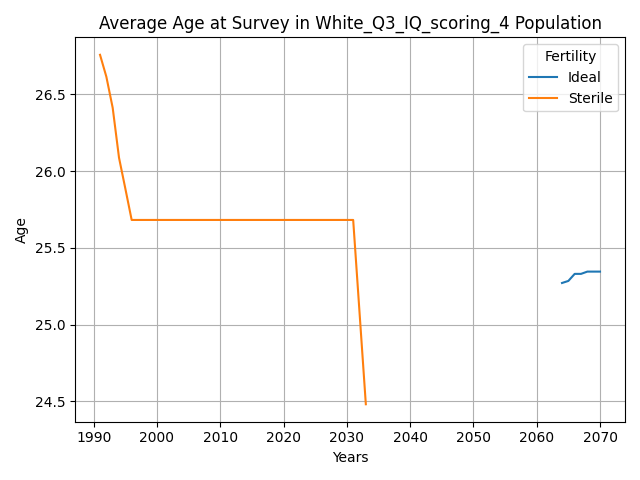 Average Age at Survey in White_Q3_IQ_scoring_4 Population
Fertility
Ideal
Sterile
26.5
26.0
25.5
25.0
24.5
Age
1990 2000 2010 2020 2030 2040 2050 2060 2070
Years